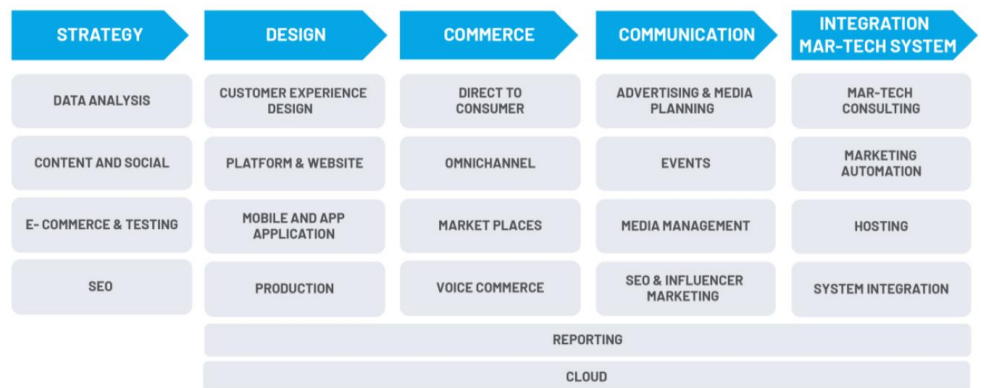 STRATEGY
DESIGN
COMMERCE
COMMUNICATION
INTEGRATION
MAR-TECH SYSTEM
DATA ANALYSIS
CUSTOMER EXPERIENCE
DESIGN
DIRECT TO
CONSUMER
ADVERTISING & MEDIA
PLANNING
MAR-TECH
CONSULTING
CONTENT AND SOCIAL
PLATFORM & WEBSITE
OMNICHANNEL
EVENTS
MARKETING
AUTOMATION
E- COMMERCE & TESTING
MOBILE AND APP
APPLICATION
MARKET PLACES
MEDIA MANAGEMENT
HOSTING
SEO
PRODUCTION
VOICE COMMERCE
SEO & INFLUENCER
MARKETING
SYSTEM INTEGRATION
REPORTING
CLOUD